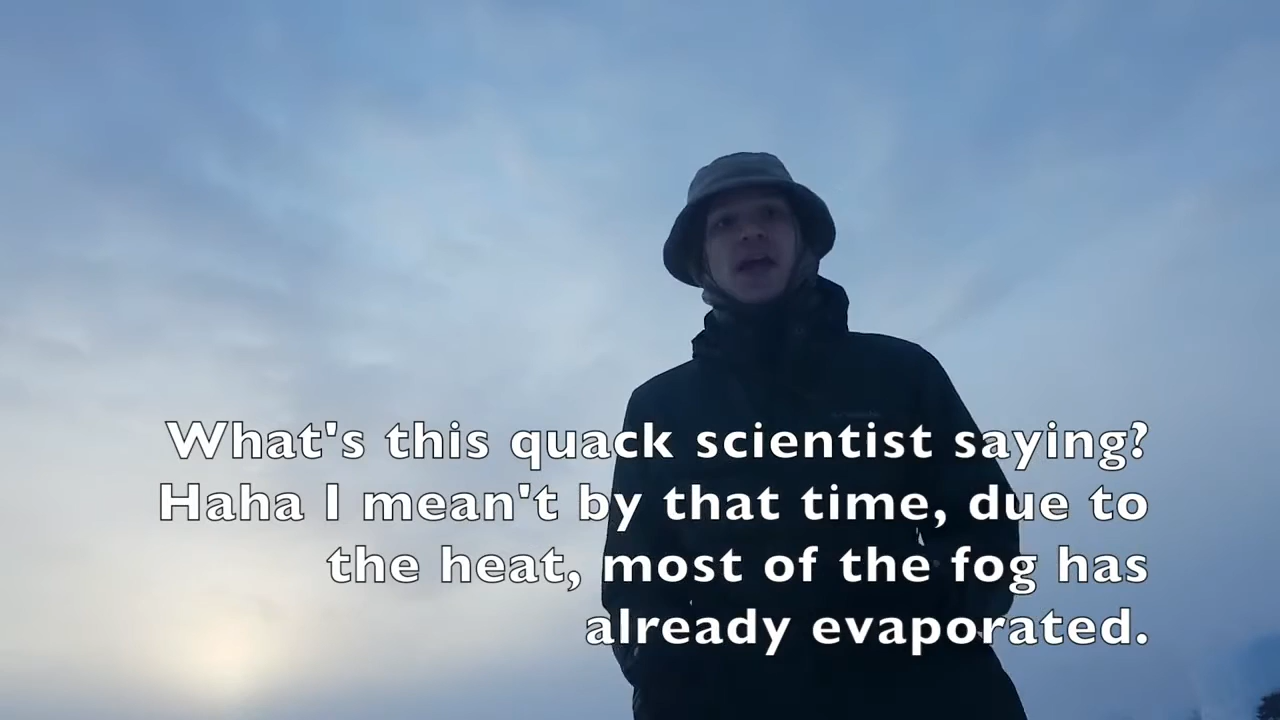 What's this quack scientist saying?
Haha I mean't by that time, due to
the heat, most of the fog has
already evaporated.